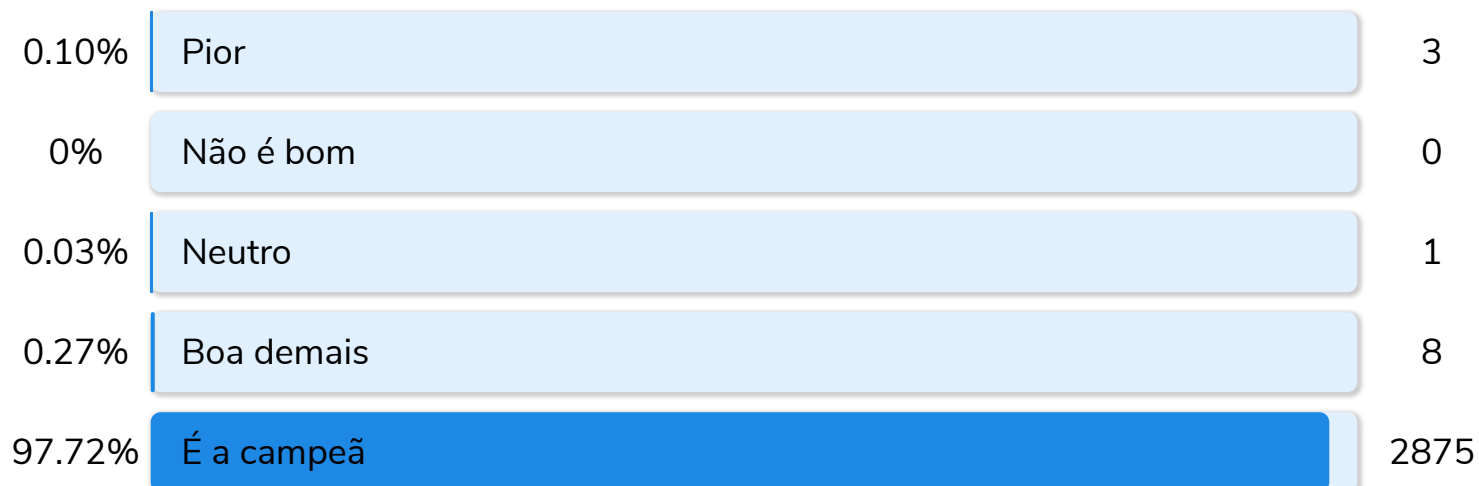 0.10% Pior 3
0% Não é bom 0
0.03% Neutro 1
0.27% Boa demais 8
97.72% É a campeã 2875